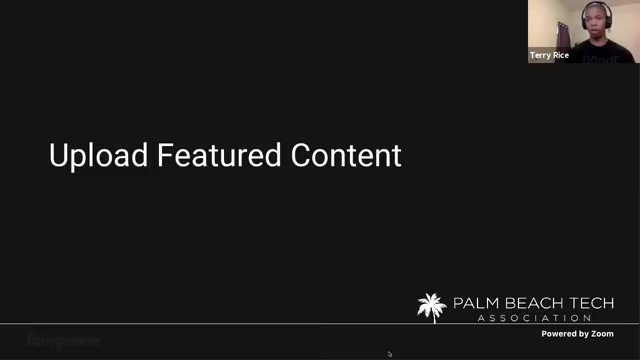 Terry Rice
Upload Featured Content
PALM BEACH TECH
ASSOCIATION
Powered by Zoom